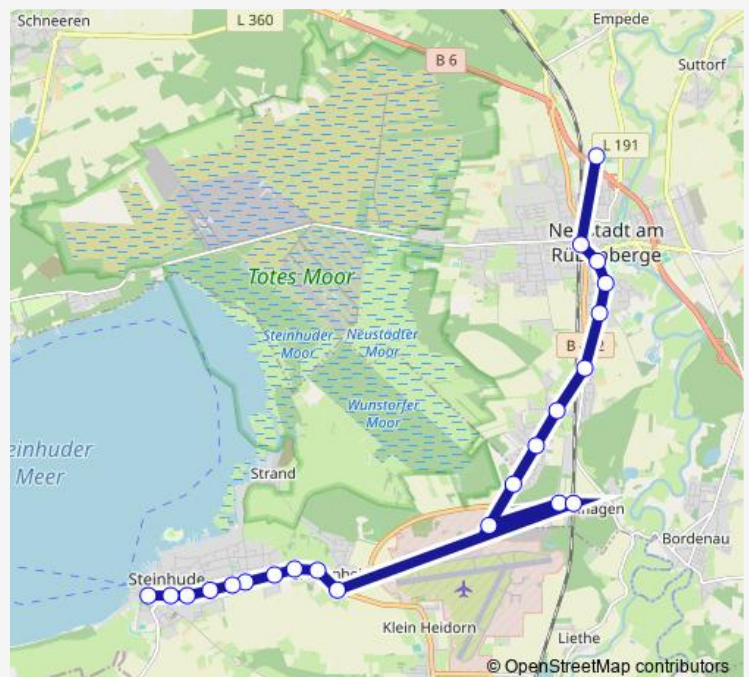 Schneeren
L 360
Empede
B 6
Suttorf
L 191
Totes Moor
Steinhuder
Moor
Neustädter
Moor
Wunstorfer
Moor
Meer
Strand
Bordenau
Steinhude
Klein Heidorn
Liethe
© OpenStreetMap contributors